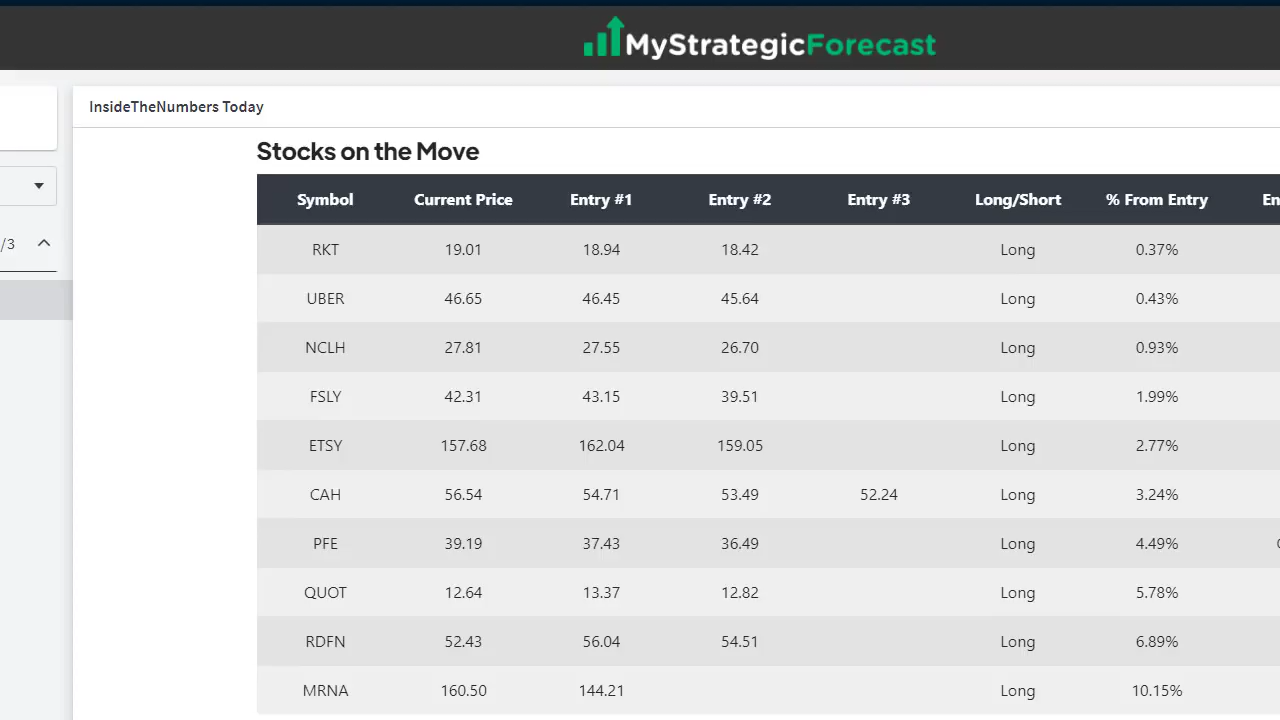 MyStrategicForecast
InsideTheNumbers Today
Stocks on the Move
Symbol Current Price Entry #1 Entry #2 Entry #3 Long/Short % From Entry En
RKT 19.01 18.94 18.42 Long 0.37%
/3
UBER 46.65 46.45 45.64 Long 0.43%
NCLH 27.81 27.55 26.70 Long 0.93%
FSLY 42.31 43.15 39.51 Long 1.99%
ETSY 157.68 162.04 159.05 Long 2.77%
CAH 56.54 54.71 53.49 52.24 Long 3.24%
PFE 39.19 37.43 36.49 Long 4.49%
QUOT 12.64 13.37 12.82 Long 5.78%
RDFN 52.43 56.04 54.51 Long 6.89%
MRNA 160.50 144.21 Long 10.15%